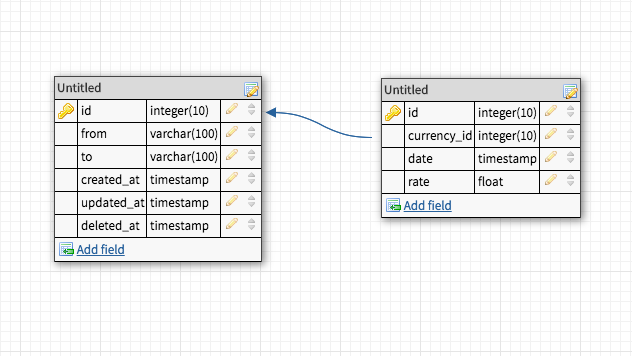 Untitled
id integer(10)
from varchar(100)
to varchar(100)
created_at timestamp
updated_at timestamp
deleted_at timestamp
Add field
Untitled
id integer(10)
currency_id integer(10)
date timestamp
rate float
Add field